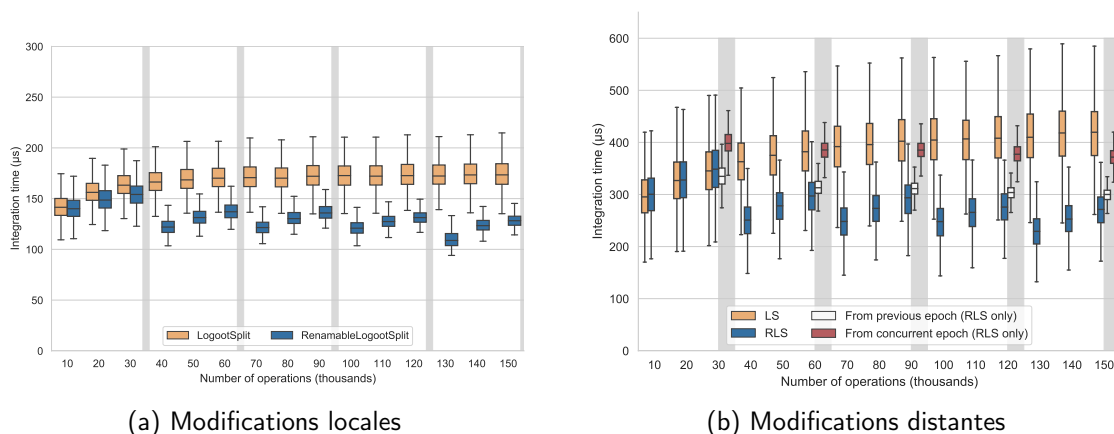 300
250
200
150
100
50
0
Integration time (μs)
LogootSplit
RenamableLogootSplit
10 20 30 40 50 60 70 80 90 100 110 120 130 140 150
Number of operations (thousands)
(a) Modifications locales
600
500
400
300
200
100
0
Integration time (μs)
LS
RLS
From previous epoch (RLS only)
From concurrent epoch (RLS only)
10 20 30 40 50 60 70 80 90 100 110 120 130 140 150
Number of operations (thousands)
(b) Modifications distantes